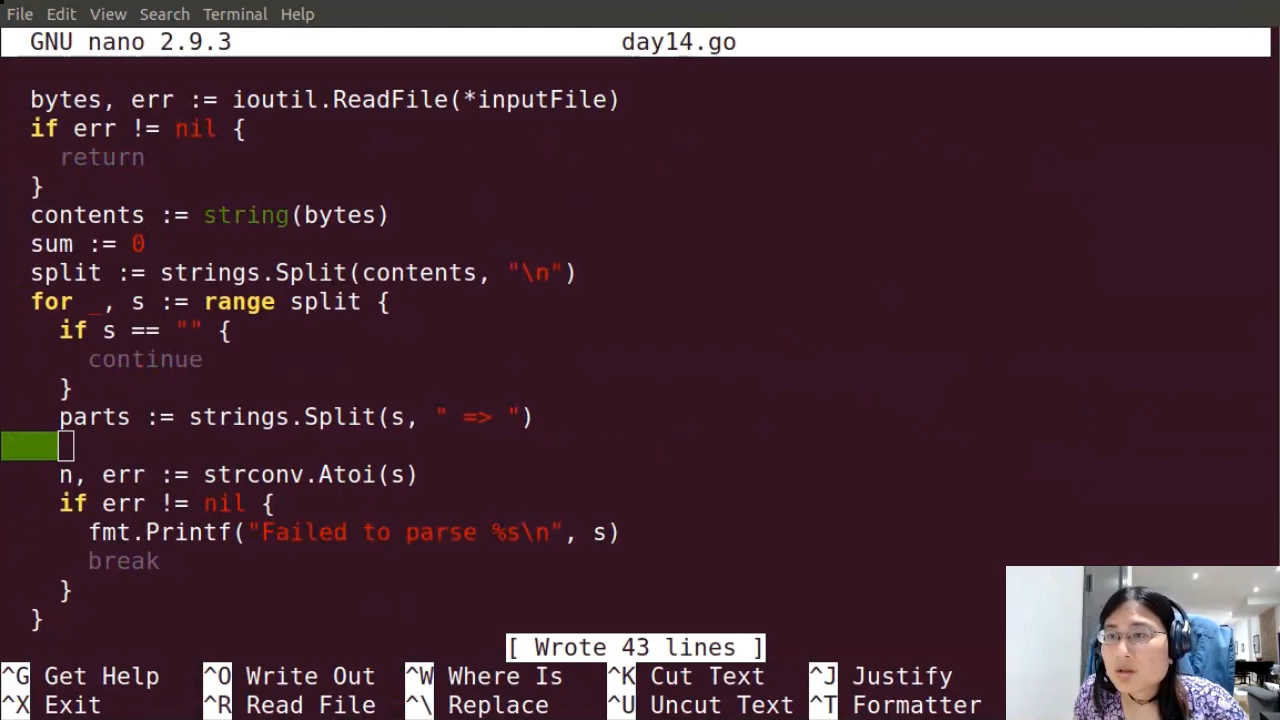 File Edit View Search Terminal Help
GNU nano 2.9.3 day14.go
bytes, err := ioutil.ReadFile(*inputFile)
if err != nil {
return
}
contents := string(bytes)
sum := 0
split := strings.Split(contents, "\n")
for _, s := range split {
if s == "" {
continue
}
parts := strings.Split(s, " => ")
n, err := strconv.Atoi(s)
if err != nil {
fmt.Printf("Failed to parse %s\n", s)
break
}
}
[ Wrote 43 lines ]
^G Get Help ^O Write Out ^W Where Is ^K Cut Text ^J Justify
^X Exit ^R Read File ^\ Replace ^U Uncut Text ^T Formatter